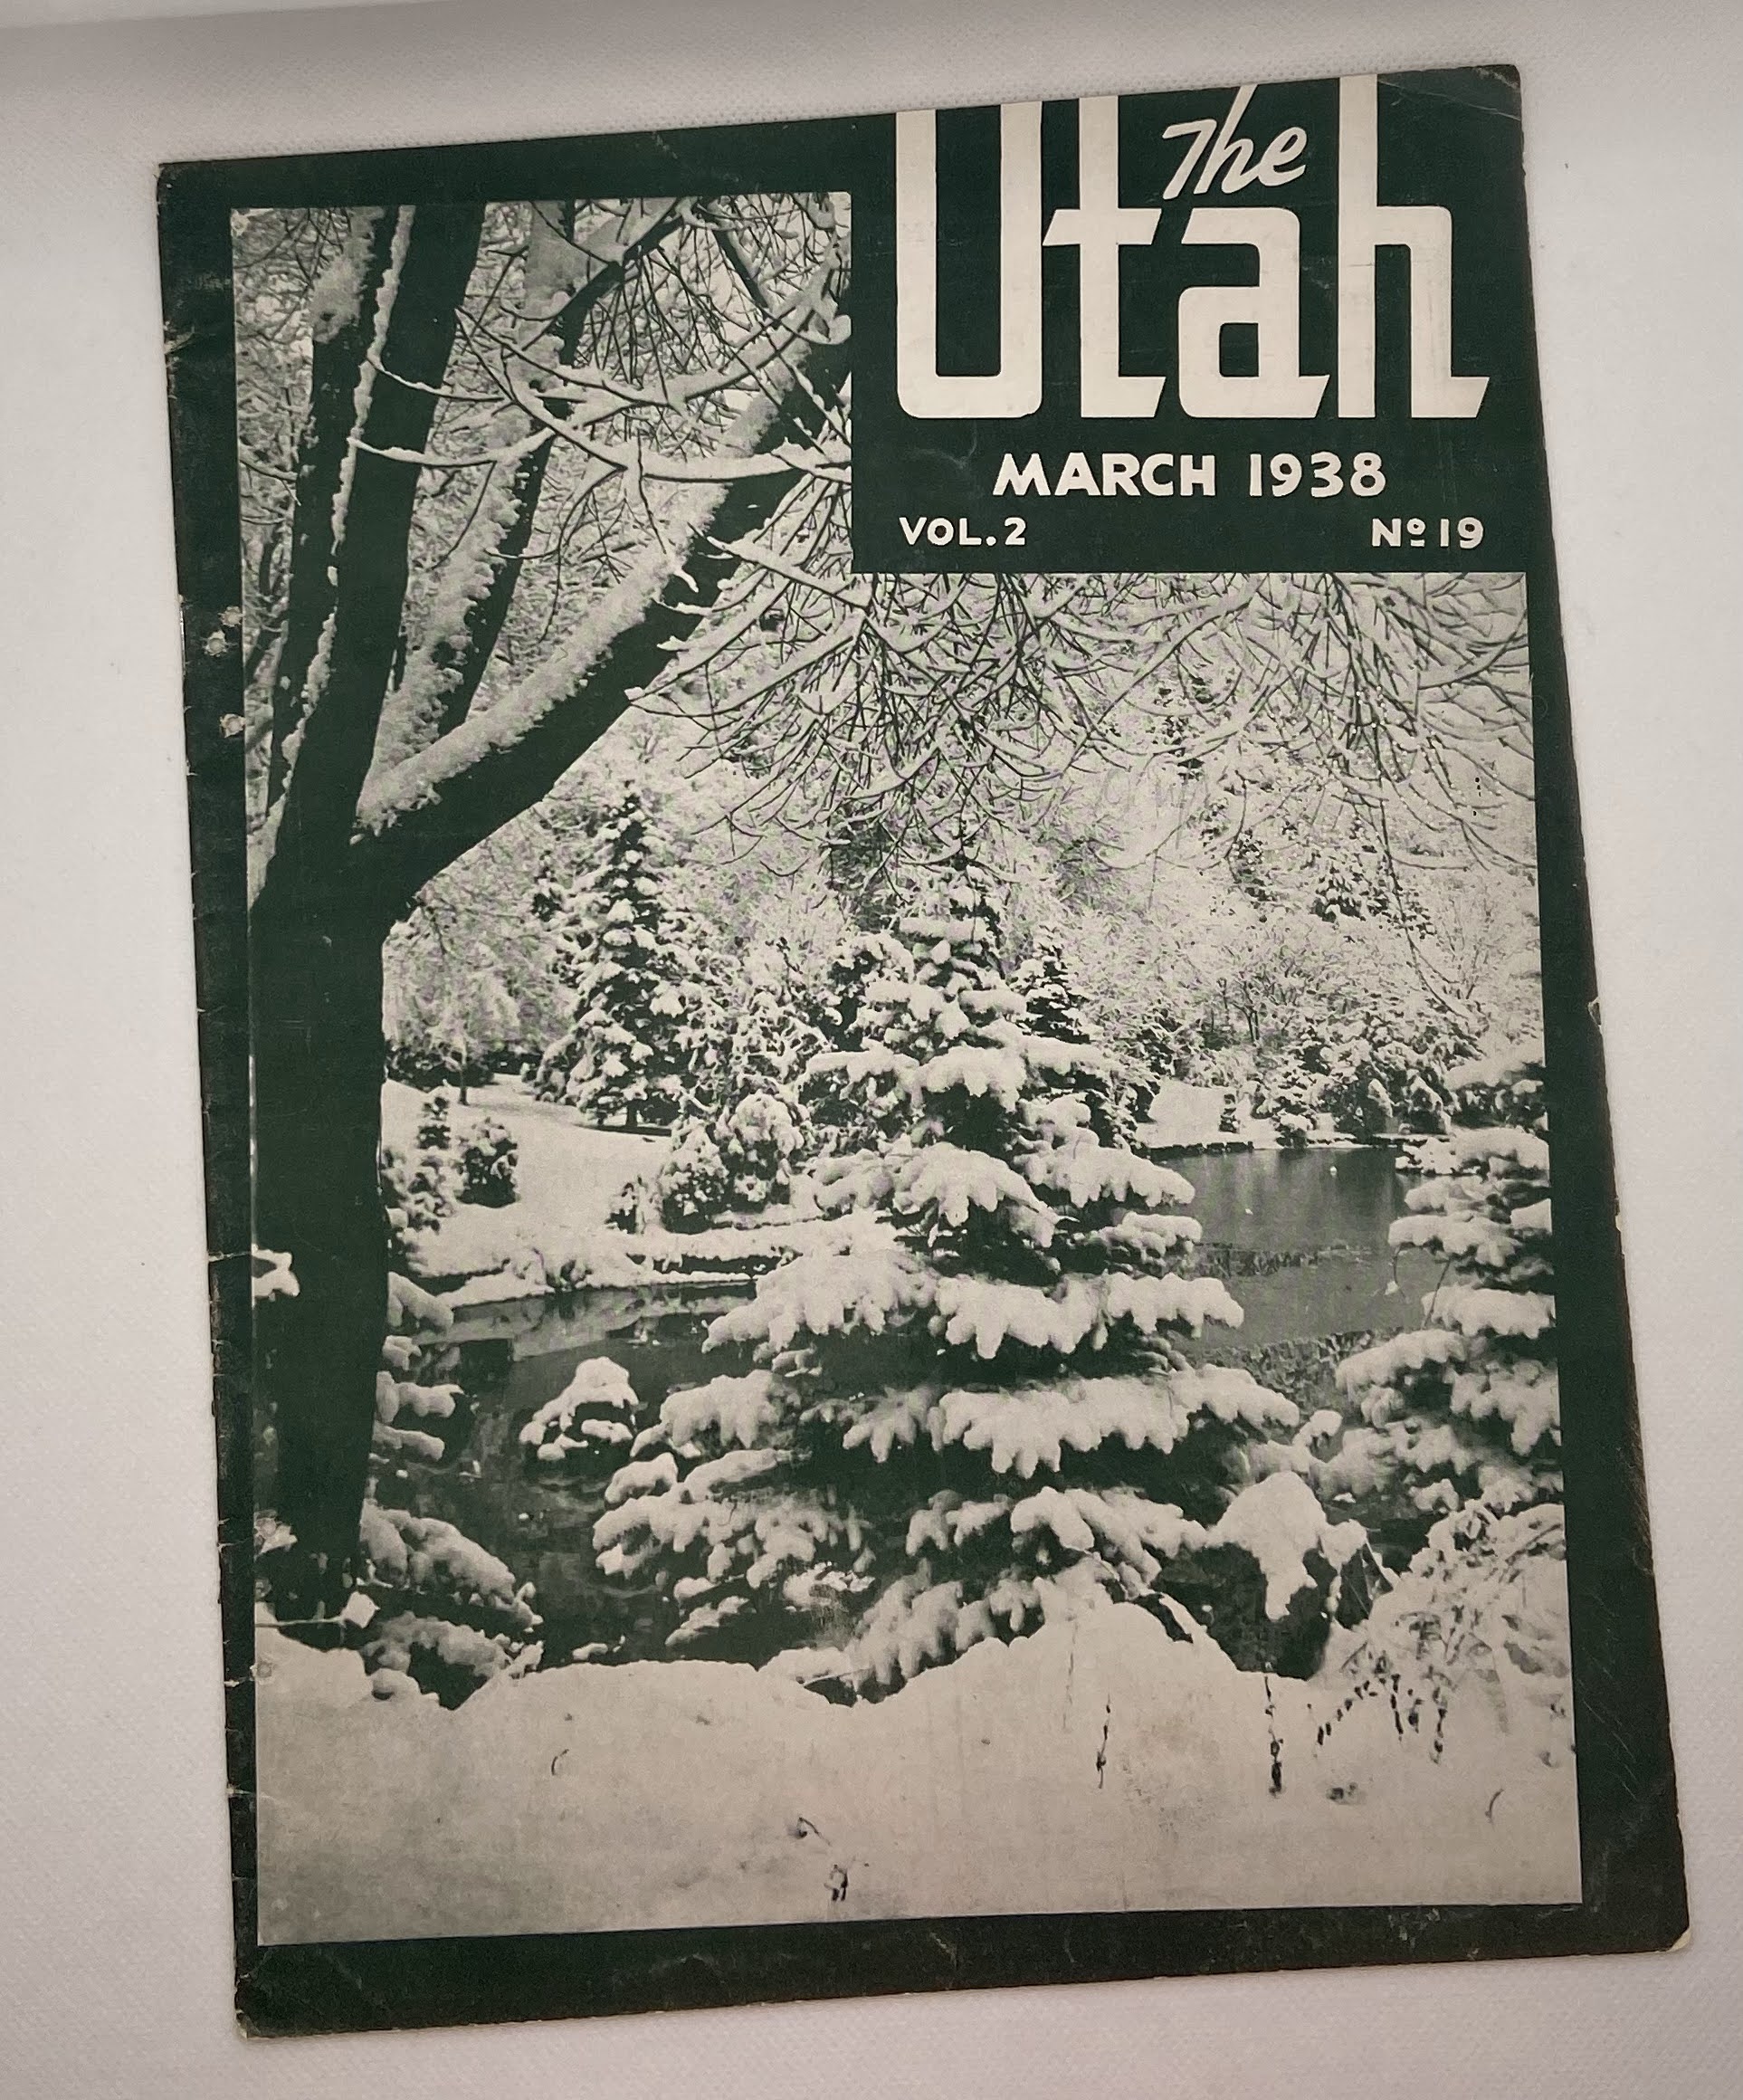 The
Utah
MARCH 1938
VOL. 2 Nº 19